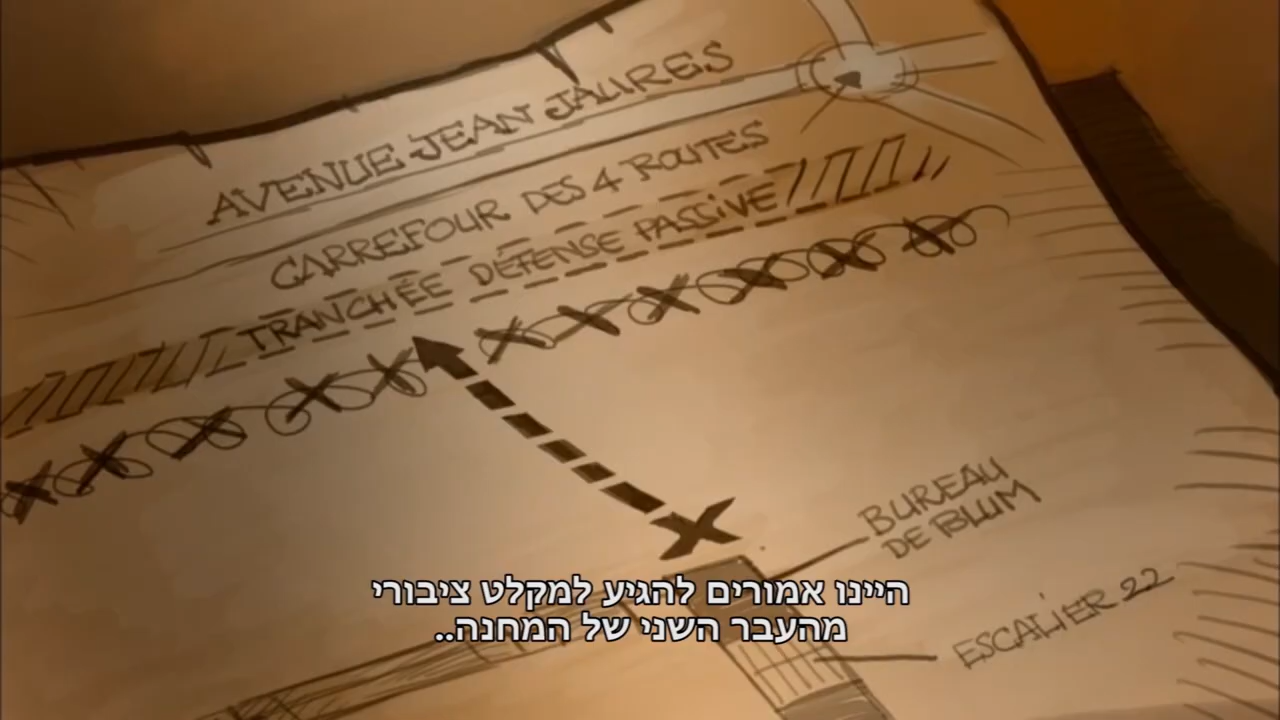 AVENUE JEAN JAURES
CARREFOUR DES 4 ROUTES
TRANCHÉE DÉFENSE PASSIVE
BUREAU
DE BLUM
ESCALIER 22
היינו אמורים להגיע למקלט ציבורי
מהעבר השני של המחנה..